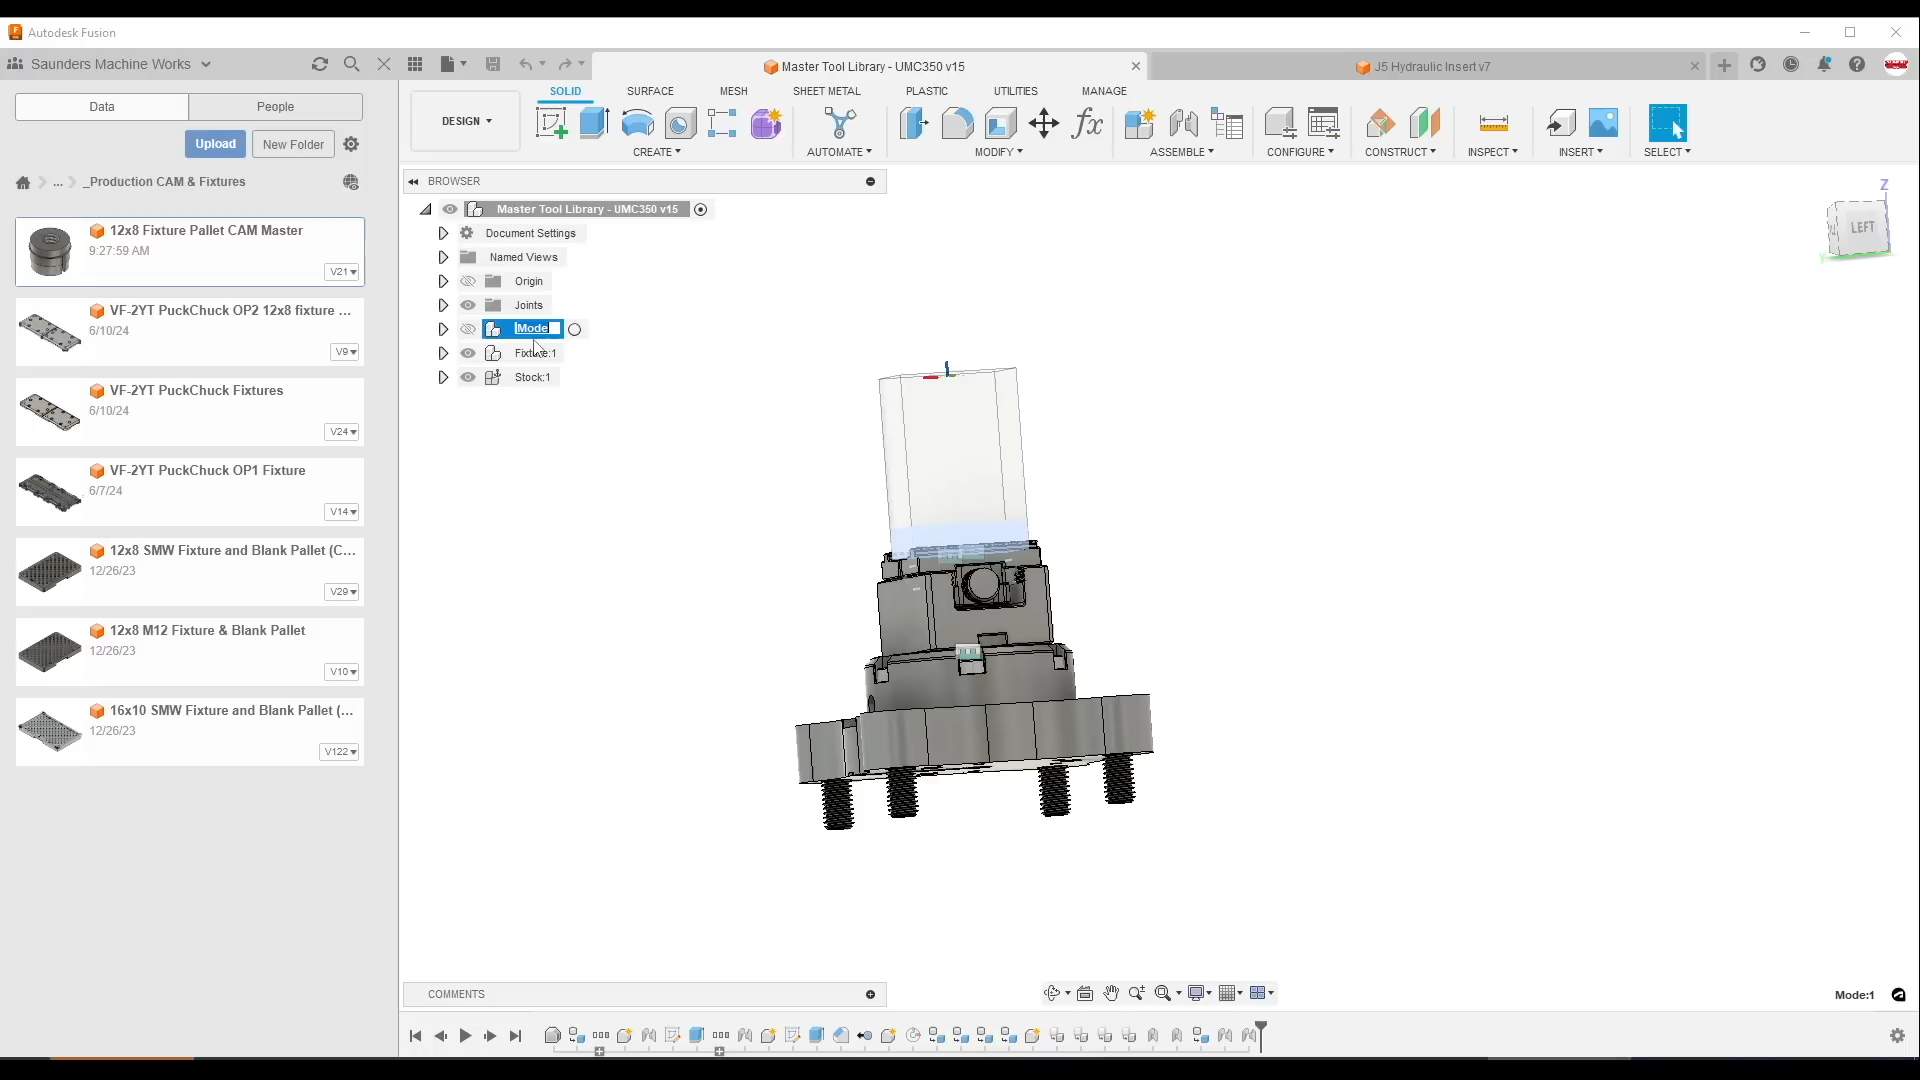 Autodesk Fusion
Saunders Machine Works
Master Tool Library - UMC350 v15
J5 Hydraulic Insert v7
Data
People
Upload
New Folder
... _Production CAM & Fixtures
12x8 Fixture Pallet CAM Master
9:27:59 AM
V21
VF-2YT PuckChuck OP2 12x8 fixture ...
6/10/24
V9
VF-2YT PuckChuck Fixtures
6/10/24
V24
VF-2YT PuckChuck OP1 Fixture
6/7/24
V14
12x8 SMW Fixture and Blank Pallet (C...
12/26/23
V29
12x8 M12 Fixture & Blank Pallet
12/26/23
V10
16x10 SMW Fixture and Blank Pallet (...
12/26/23
V122
DESIGN
SOLID
SURFACE
MESH
SHEET METAL
PLASTIC
UTILITIES
MANAGE
CREATE
AUTOMATE
MODIFY
ASSEMBLE
CONFIGURE
CONSTRUCT
INSPECT
INSERT
SELECT
BROWSER
Master Tool Library - UMC350 v15
Document Settings
Named Views
Origin
Joints
Mode
Fixture:1
Stock:1
Z
LEFT
Y
COMMENTS
Mode:1